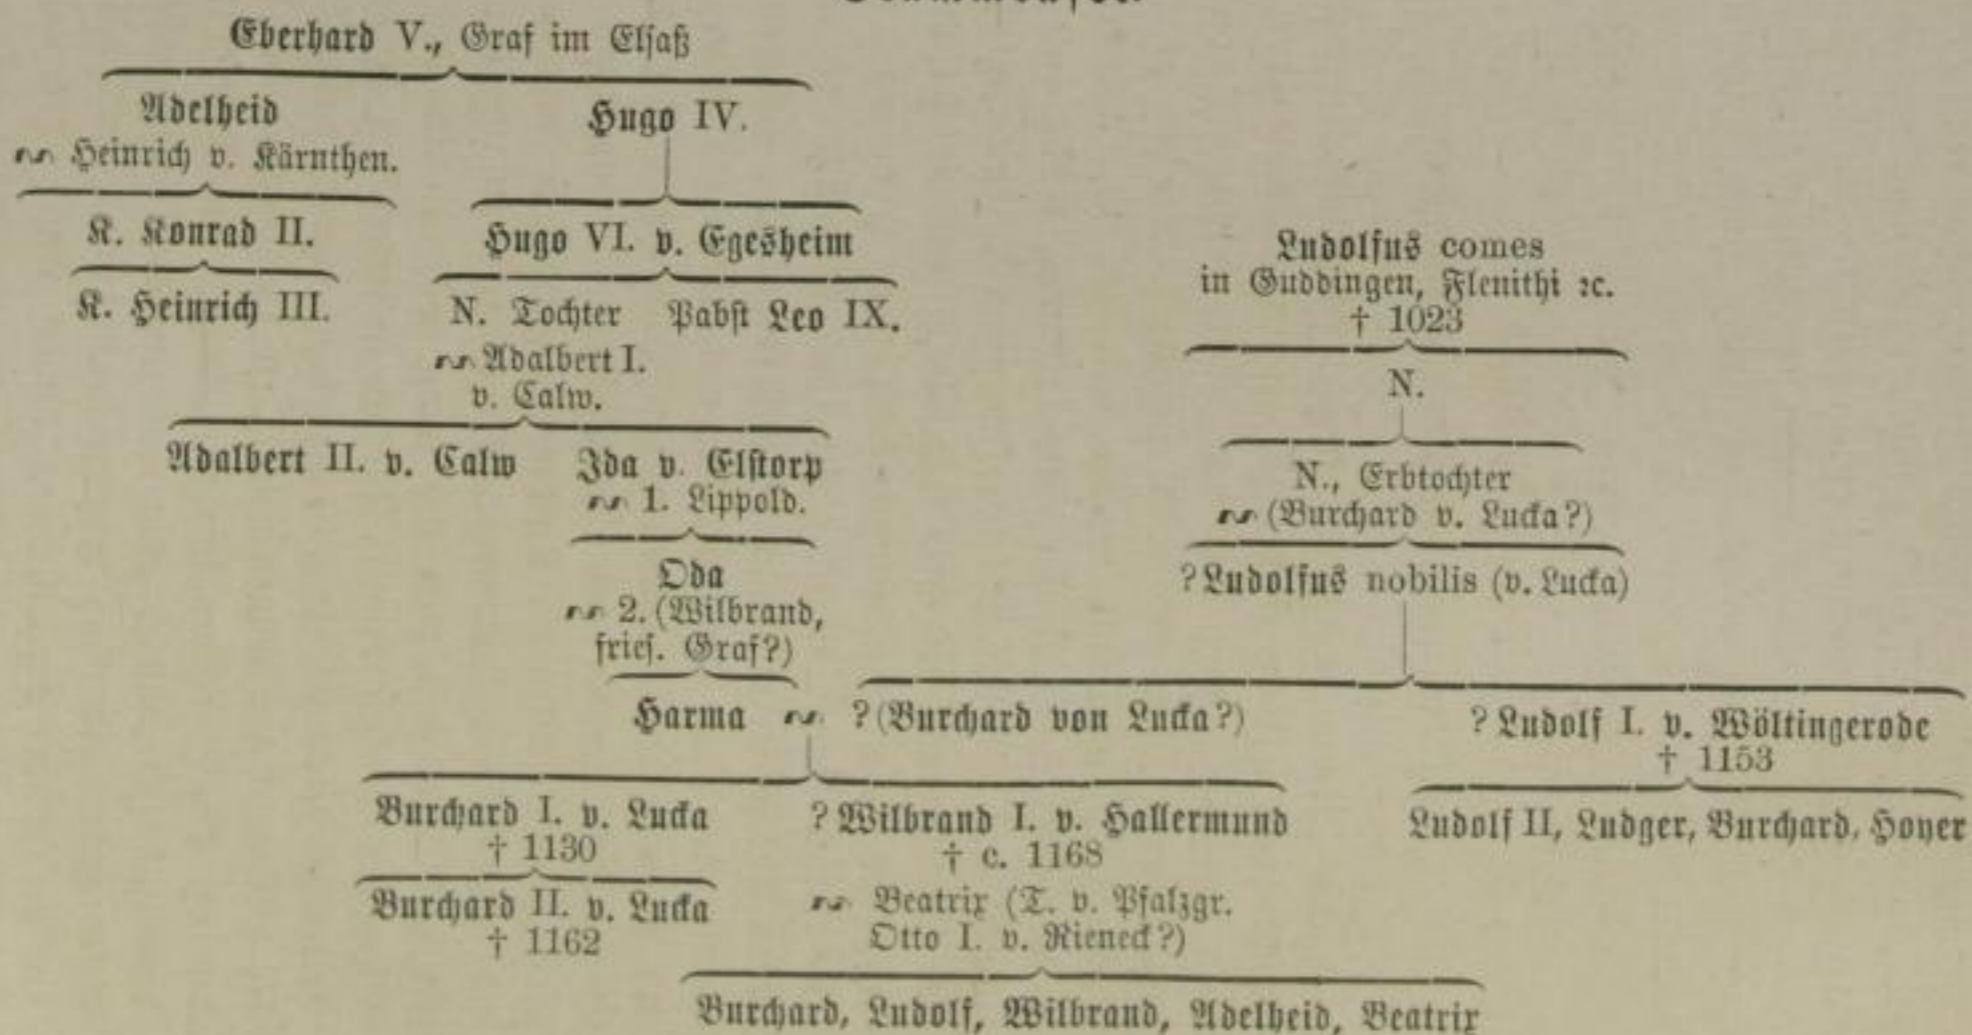 Eberhard V., Graf im Elsaß
Adelheid
∾ Heinrich v. Kärnthen.
Hugo IV.
K. Konrad II.
Hugo VI. v. Egesheim
K. Heinrich III.
N. Tochter
∾ Adalbert I.
v. Calw.
Pabst Leo IX.
Adalbert II. v. Calw
Ida v. Elstorp
∾ 1. Lippold.
Oda
∾ 2. (Wilbrand,
fries. Graf?)
Ludolfus comes
in Guddingen, Flenithi ꝛc.
† 1023
N.
N., Erbtochter
∾ (Burchard v. Lucka?)
? Ludolfus nobilis (v. Lucka)
Harma ∾ ? (Burchard von Lucka?)
? Ludolf I. v. Wöltingerode
† 1153
Burchard I. v. Lucka
† 1130
? Wilbrand I. v. Hallermund
† c. 1168
∾ Beatrix (T. v. Pfalzgr.
Otto I. v. Rieneck?)
Ludolf II, Ludger, Burchard, Hoyer
Burchard II. v. Lucka
† 1162
Burchard, Ludolf, Wilbrand, Adelheid, Beatrix